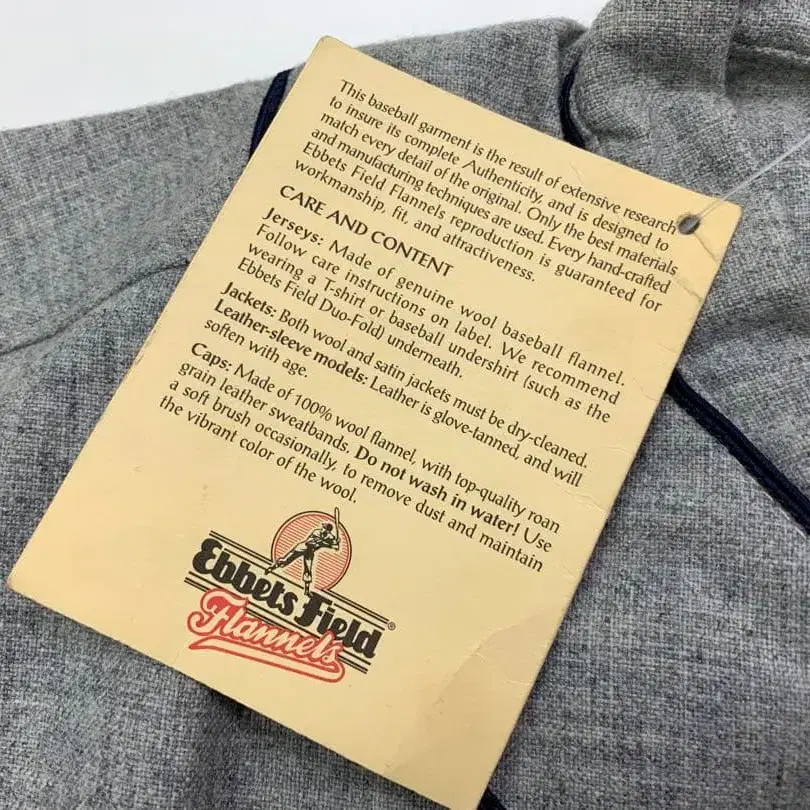 This baseball garment is the result of extensive research
to insure its complete Authenticity, and is designed to
match every detail of the original. Only the best materials
and manufacturing techniques are used. Every hand-crafted
Ebbets Field Flannels reproduction is guaranteed for
workmanship, fit, and attractiveness.
CARE AND CONTENT
Jerseys: Made of genuine wool baseball flannel.
Follow care instructions on label. We recommend
wearing a T-shirt or baseball undershirt (such as the
Ebbets Field Duo-Fold) underneath.
Jackets: Both wool and satin jackets must be dry-cleaned.
Leather-sleeve models: Leather is glove-tanned, and will
soften with age.
Caps: Made of 100% wool flannel, with top-quality roan
grain leather sweatbands. Do not wash in water! Use
a soft brush occasionally, to remove dust and maintain
the vibrant color of the wool.
Ebbets Field®
Flannels